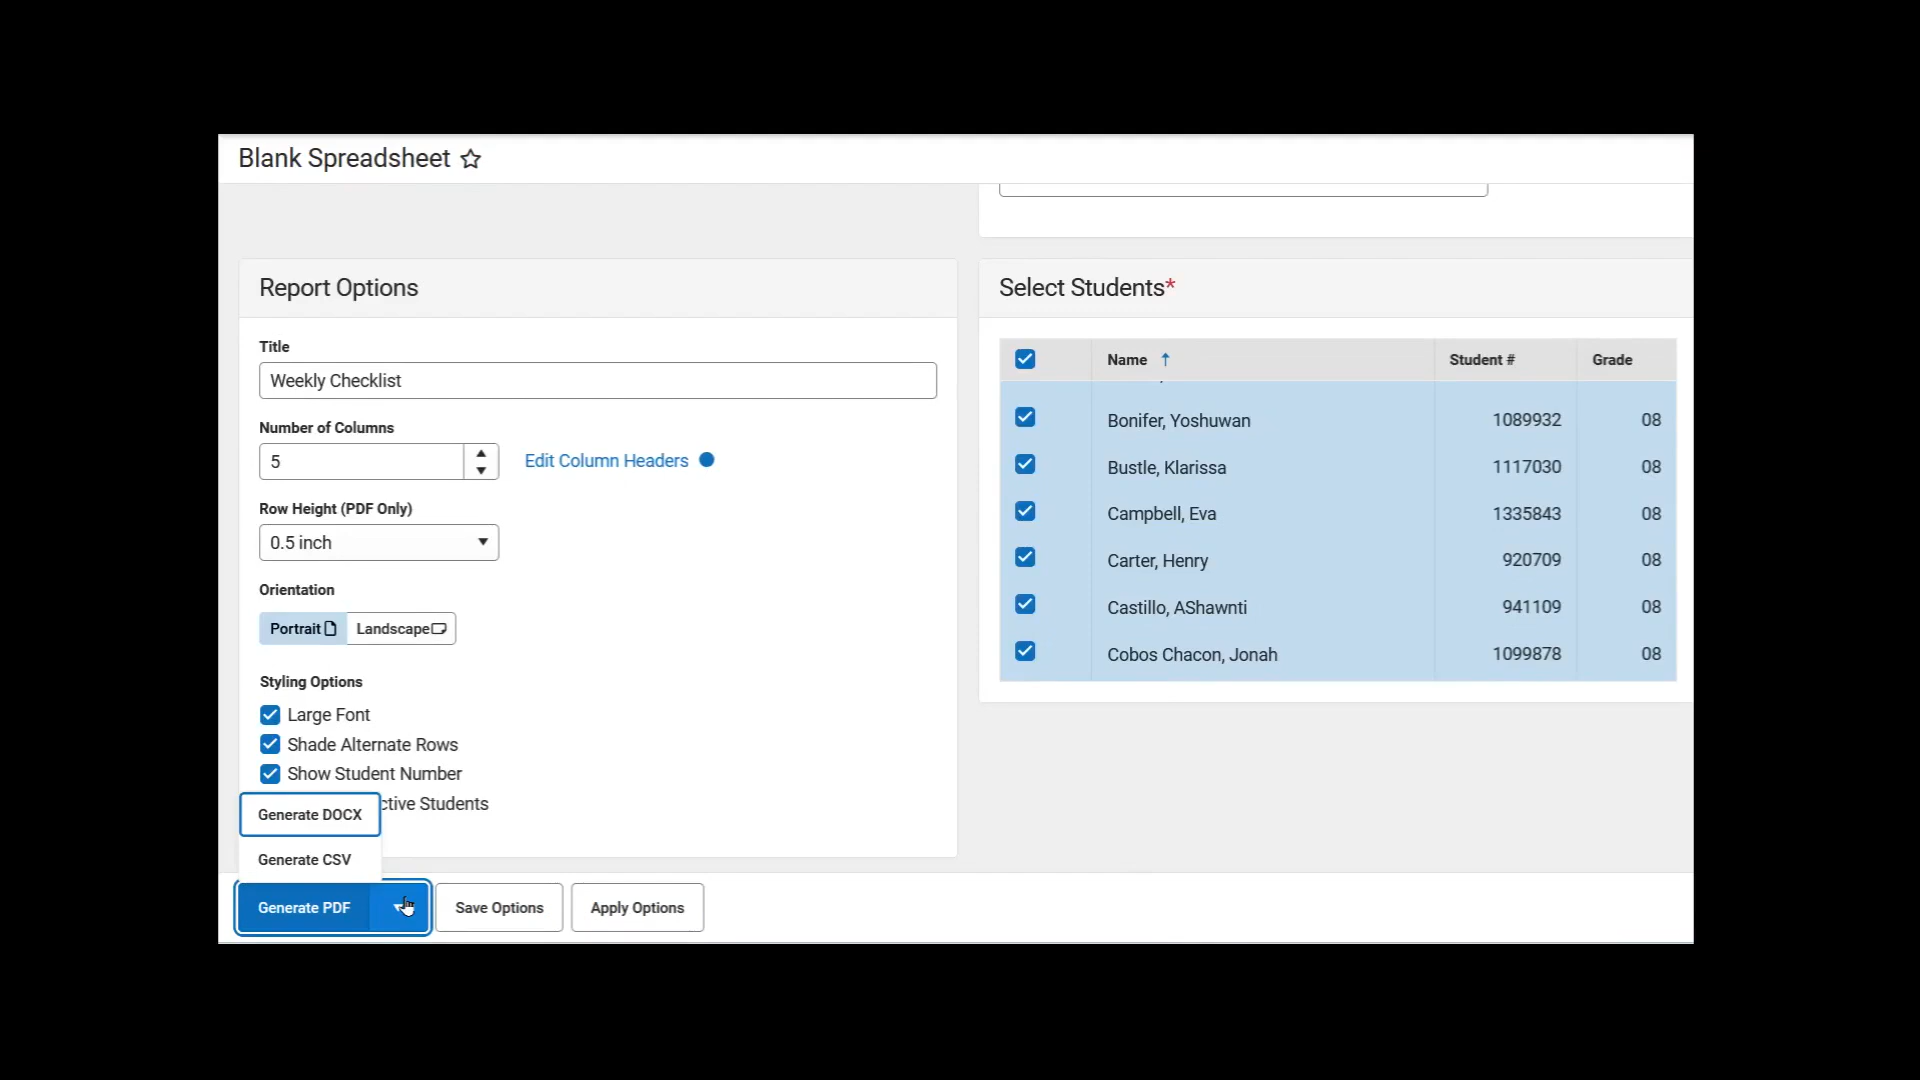 Blank Spreadsheet
Report Options
Title
Weekly Checklist
Number of Columns
5
Edit Column Headers
Row Height (PDF Only)
0.5 inch
Orientation
Portrait Landscape
Styling Options
Large Font
Shade Alternate Rows
Show Student Number
ctive Students
Generate DOCX
Generate CSV
Generate PDF
Save Options
Apply Options
Select Students*
Name Student # Grade
Bonifer, Yoshuwan 1089932 08
Bustle, Klarissa 1117030 08
Campbell, Eva 1335843 08
Carter, Henry 920709 08
Castillo, AShawnti 941109 08
Cobos Chacon, Jonah 1099878 08